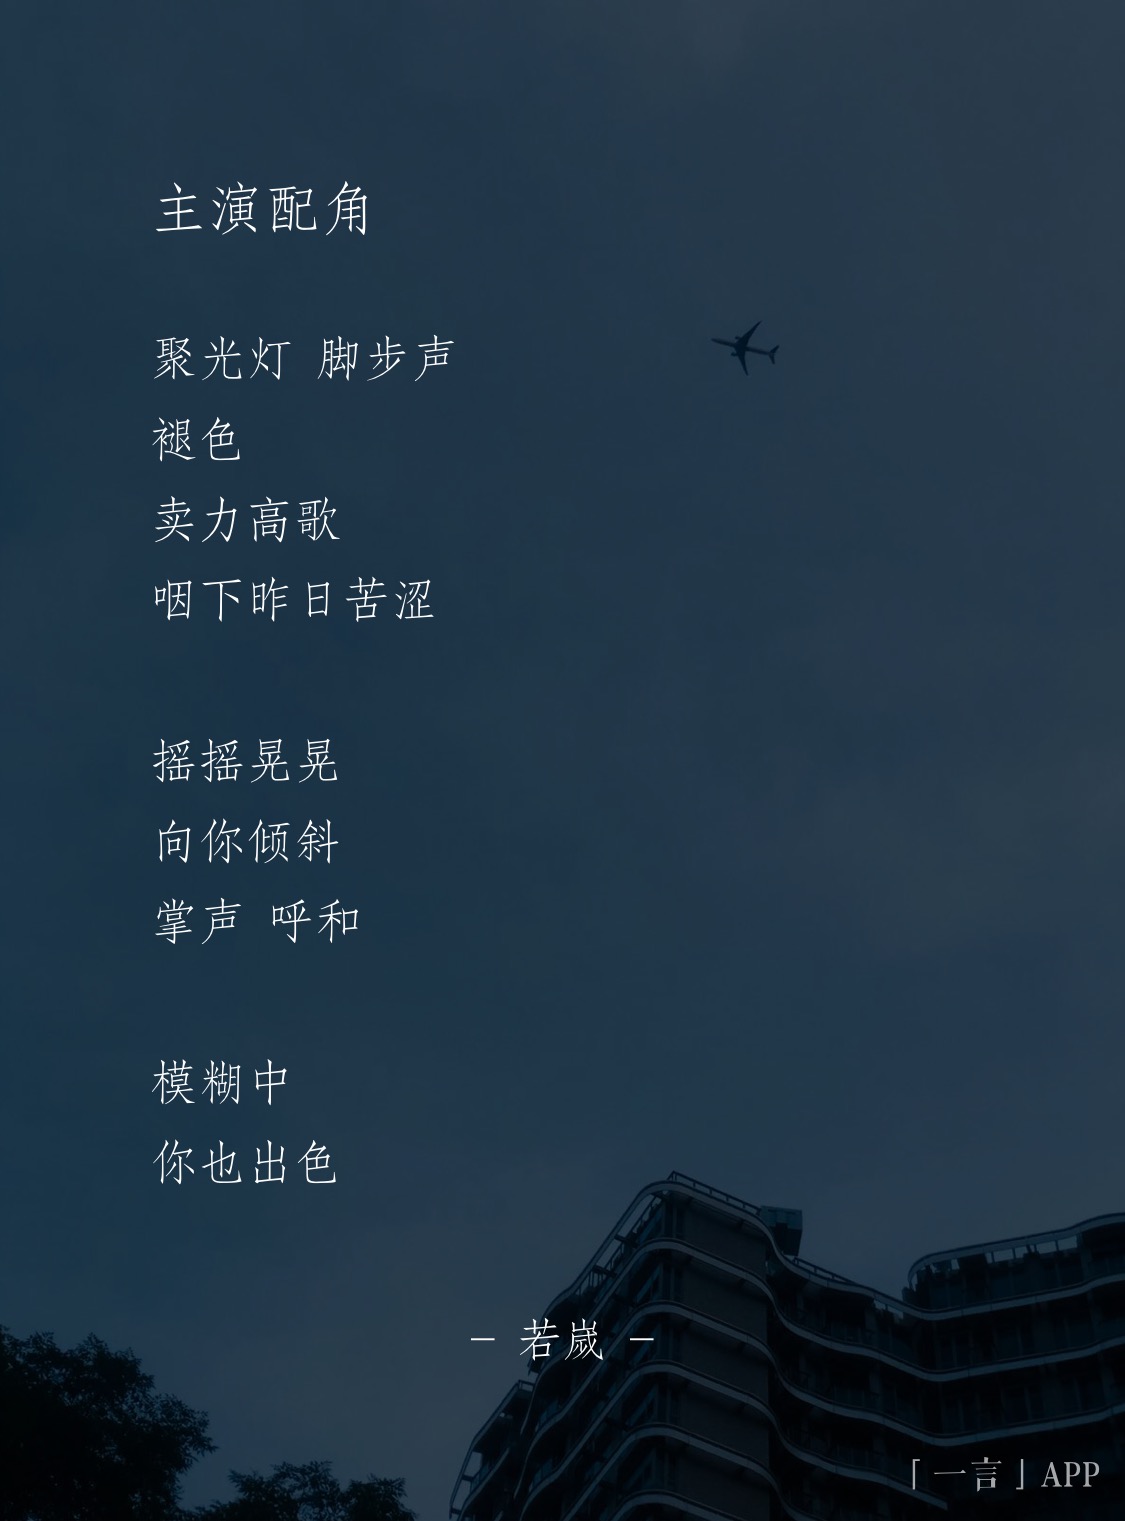 主演配角
聚光灯 脚步声
褪色
卖力高歌
咽下昨日苦涩
摇摇晃晃
向你倾斜
掌声 呼和
模糊中
你也出色
– 若嵗 –
「一言」APP